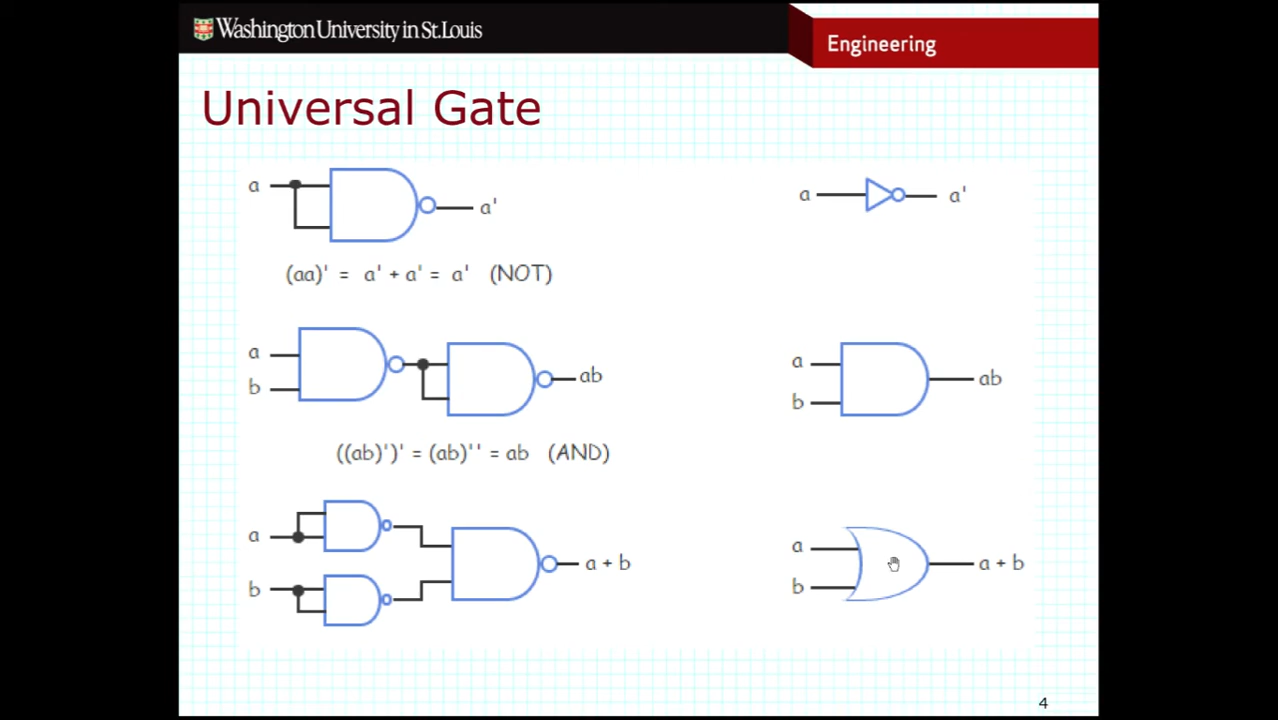 Washington University in St. Louis
Engineering
Universal Gate
a
a'
a
a'
(aa)' = a' + a' = a' (NOT)
a
b
ab
a
b
ab
((ab)')' = (ab)'' = ab (AND)
a
b
a + b
a
b
a + b
4